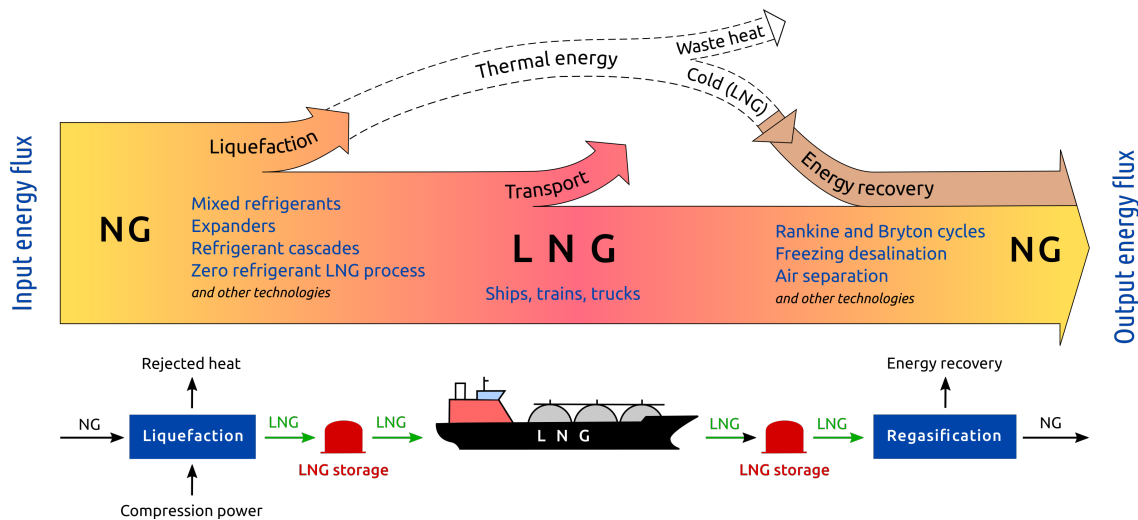 Waste heat
Thermal energy
Cold (LNG)
Input energy flux
Liquefaction
Transport
Energy recovery
NG
Mixed refrigerants
Expanders
Refrigerant cascades
Zero refrigerant LNG process
and other technologies
LNG
Ships, trains, trucks
Rankine and Bryton cycles
Freezing desalination
Air separation
and other technologies
NG
Output energy flux
Rejected heat
Energy recovery
NG
Liquefaction
LNG
LNG
LNG
LNG
LNG
Regasification
NG
LNG storage
LNG storage
Compression power